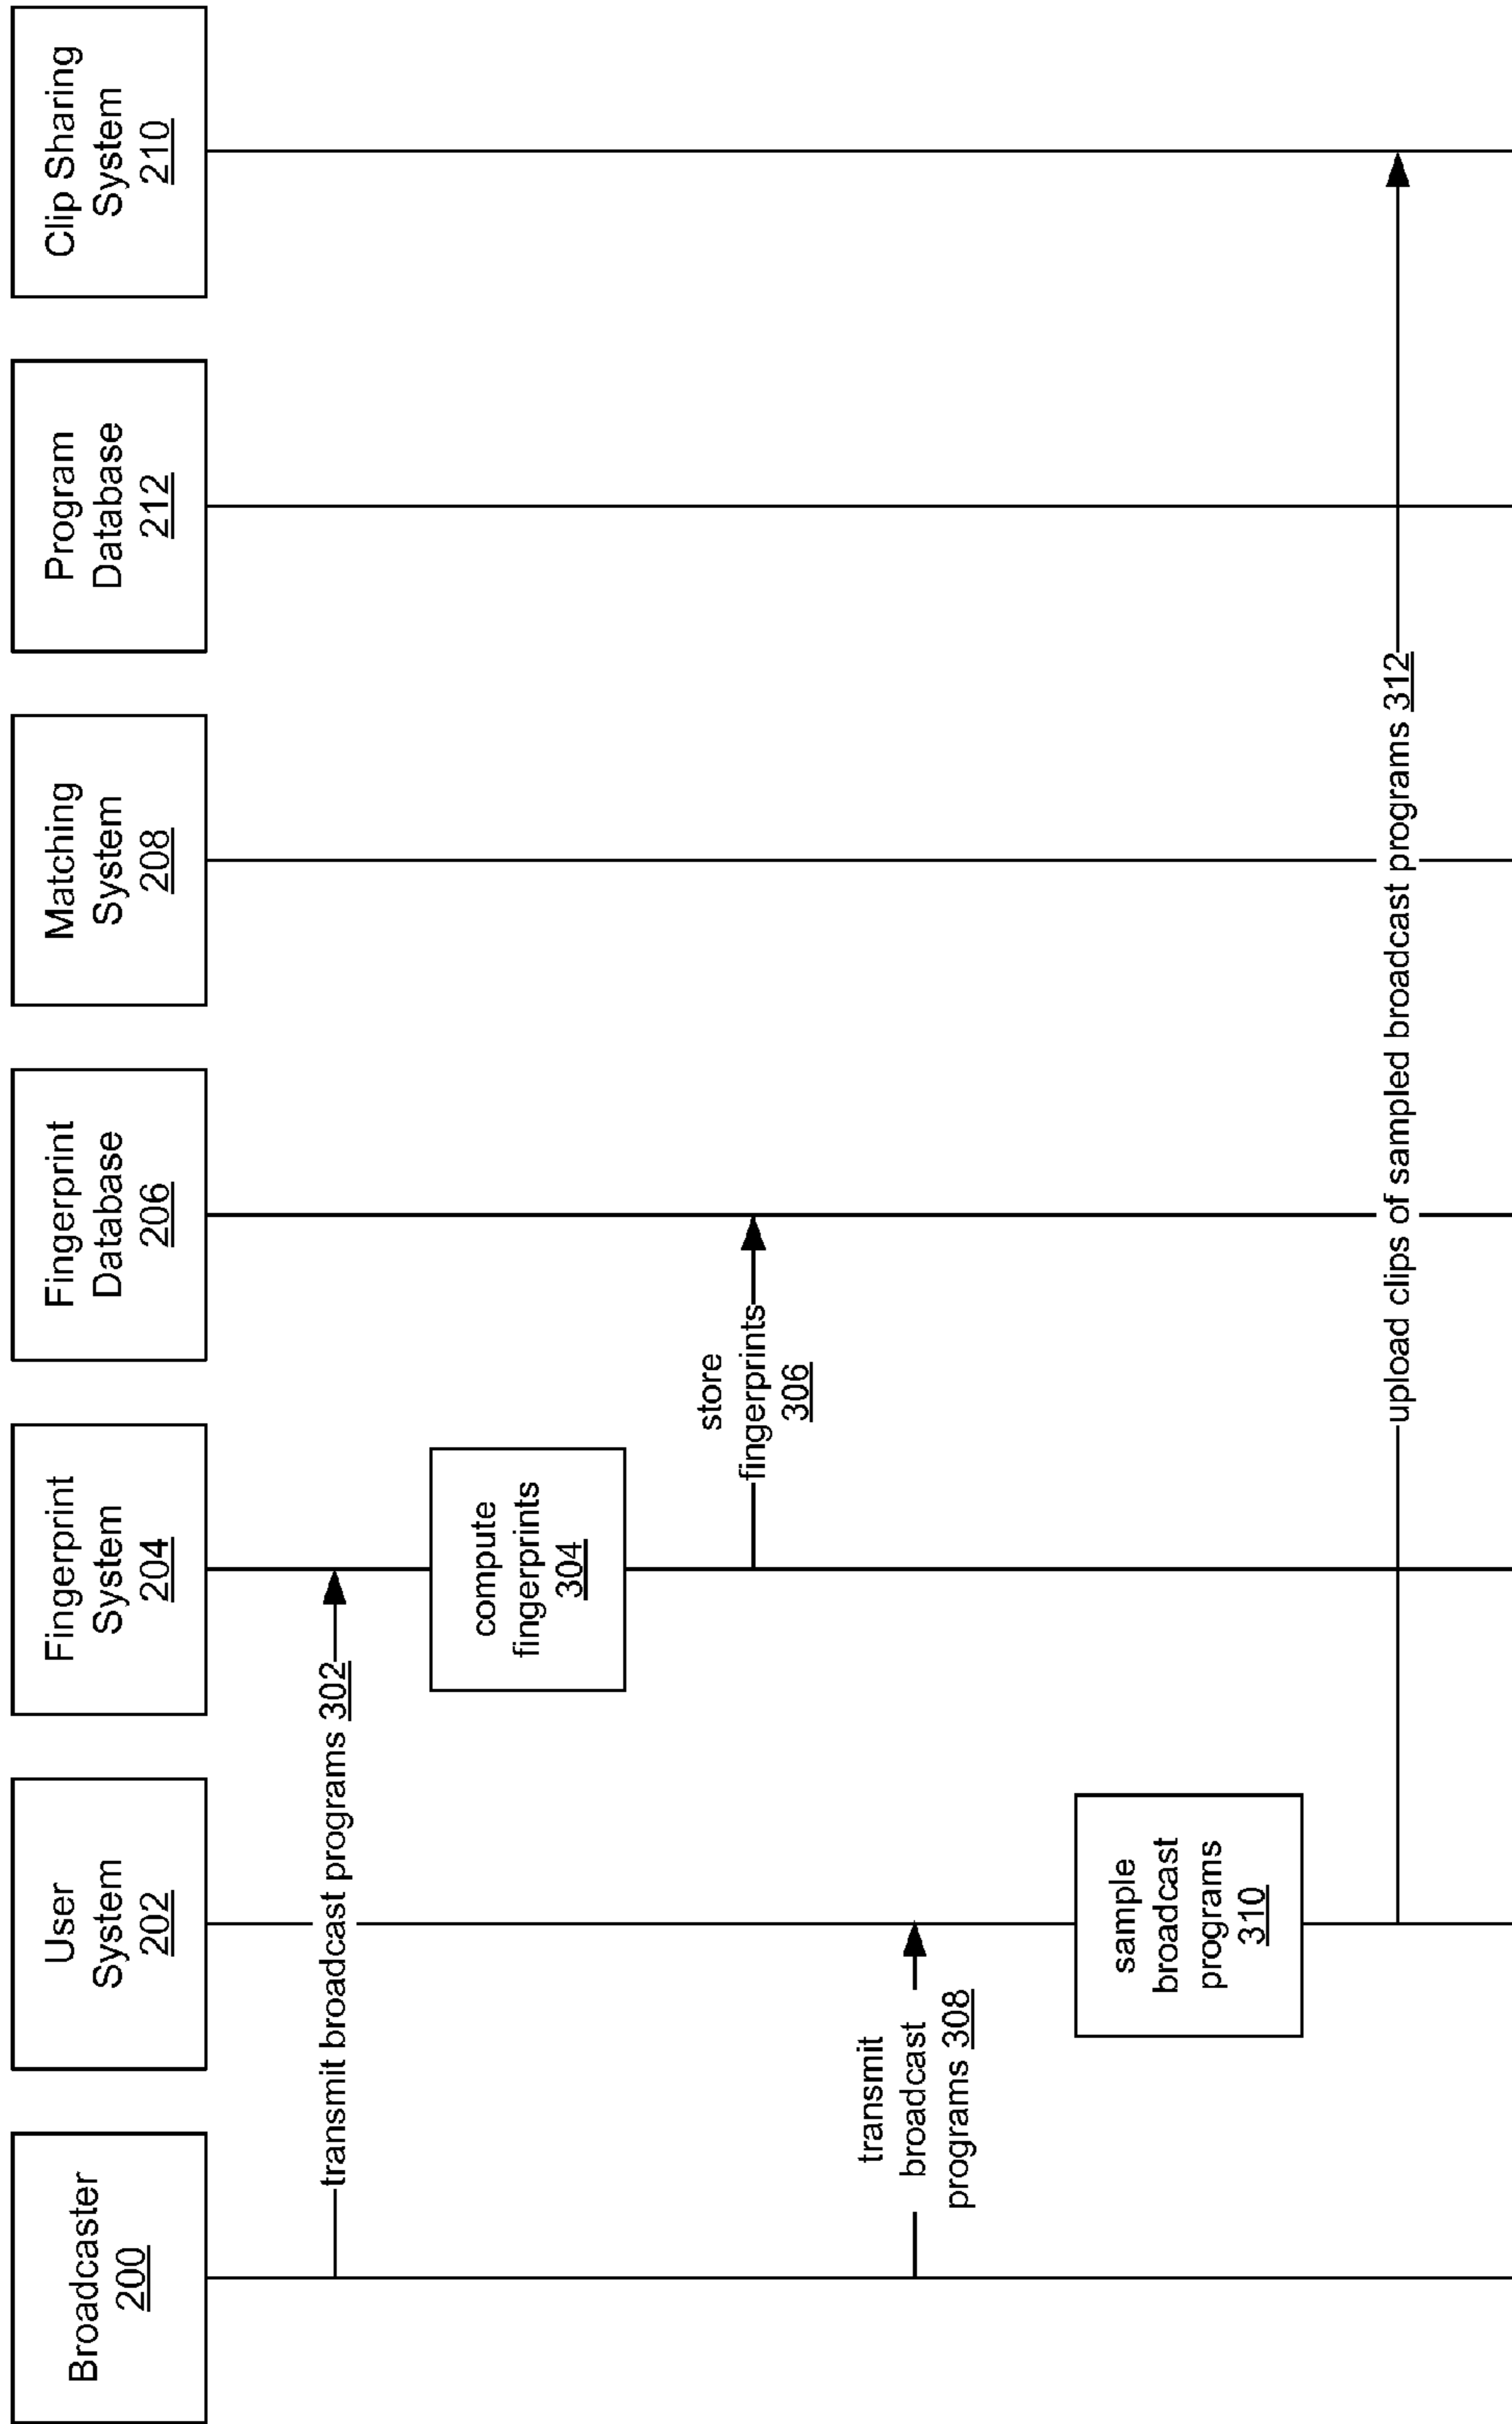 Broadcaster
200
User
System
202
Fingerprint
System
204
Fingerprint
Database
206
Matching
System
208
Program
Database
212
Clip Sharing
System
210
transmit broadcast programs 302
compute
fingerprints
304
store
fingerprints
306
transmit
broadcast
programs 308
sample
broadcast
programs
310
upload clips of sampled broadcast programs 312